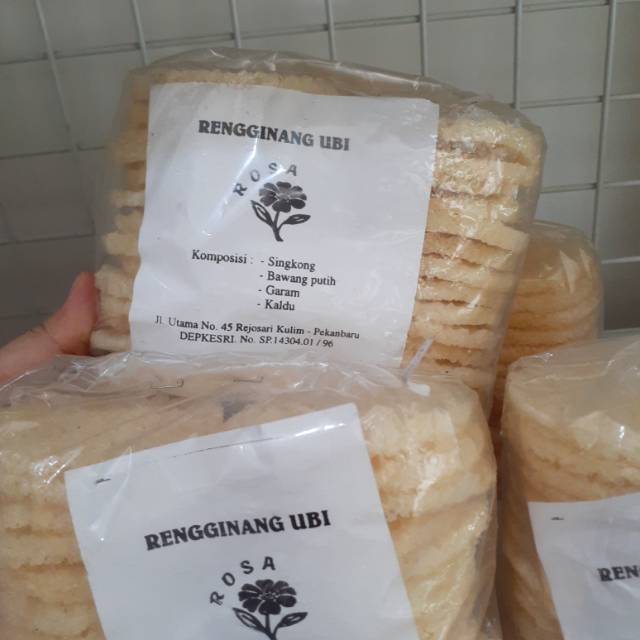 RENGGINANG UBI
ROSA
Komposisi : - Singkong
- Bawang putih
- Garam
- Kaldu
Jl. Utama No. 45 Rejosari Kulim - Pekanbaru
DEPKESRI. No. SP.14304.01 / 96
RENGGINANG UBI
ROSA